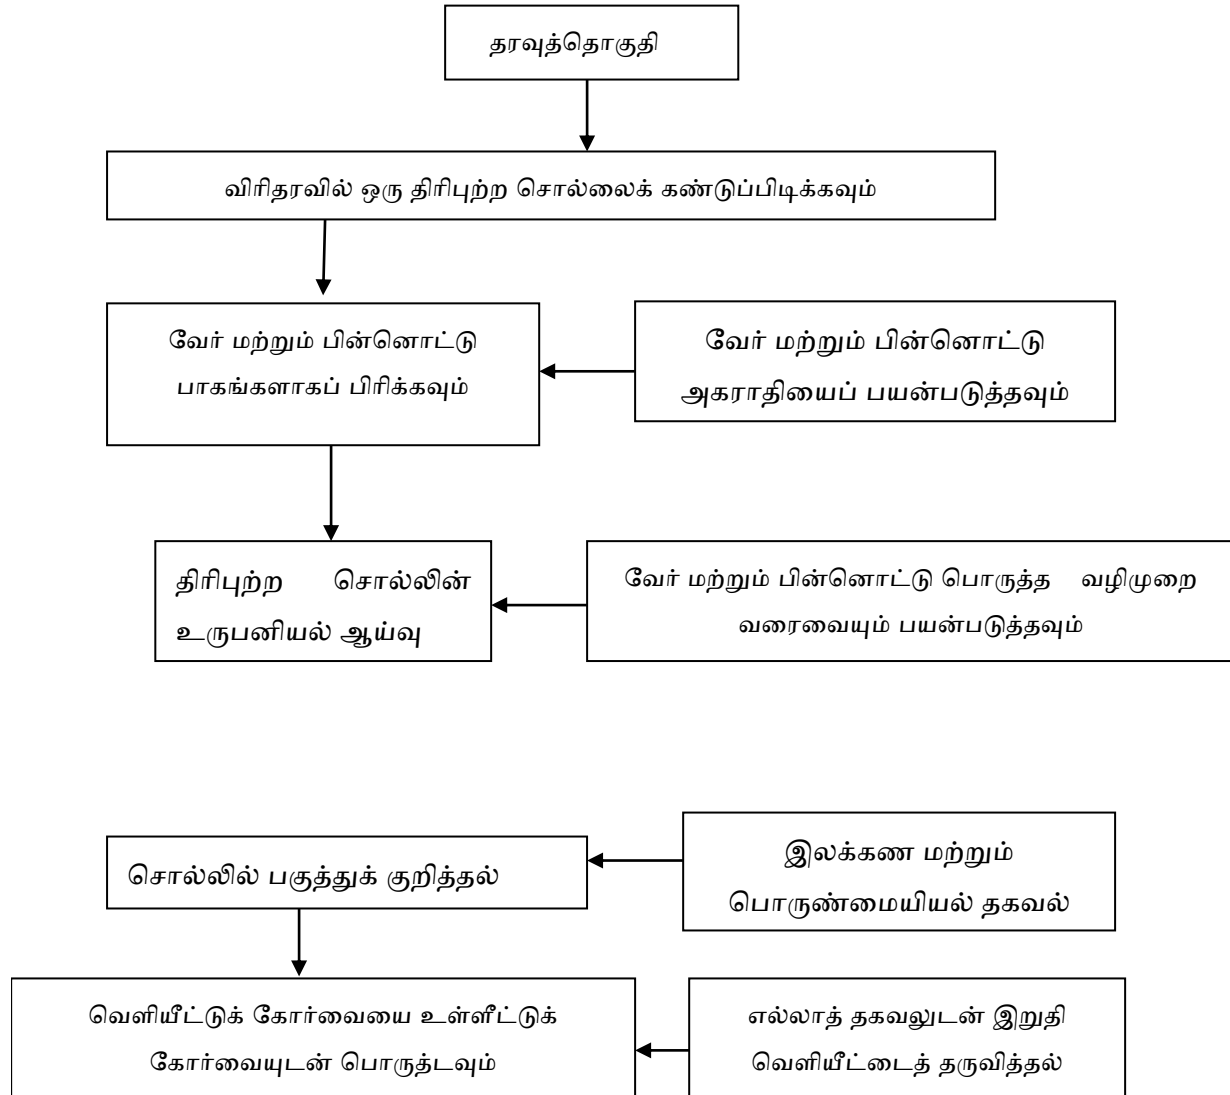 தரவுத்தொகுதி
விரிதரவில் ஒரு திரிபுற்ற சொல்லைக் கண்டுப்பிடிக்கவும்
வேர் மற்றும் பின்னொட்டு
பாகங்களாகப் பிரிக்கவும்
வேர் மற்றும் பின்னொட்டு
அகராதியைப் பயன்படுத்தவும்
திரிபுற்ற சொல்லின்
உருபனியல் ஆய்வு
வேர் மற்றும் பின்னொட்டு பொருத்த வழிமுறை
வரைவையும் பயன்படுத்தவும்
சொல்லில் பகுத்துக் குறித்தல்
இலக்கண மற்றும்
பொருண்மையியல் தகவல்
வெளியீட்டுக் கோர்வையை உள்ளீட்டுக்
கோர்வையுடன் பொருத்டவும்
எல்லாத் தகவலுடன் இறுதி
வெளியீட்டைத் தருவித்தல்